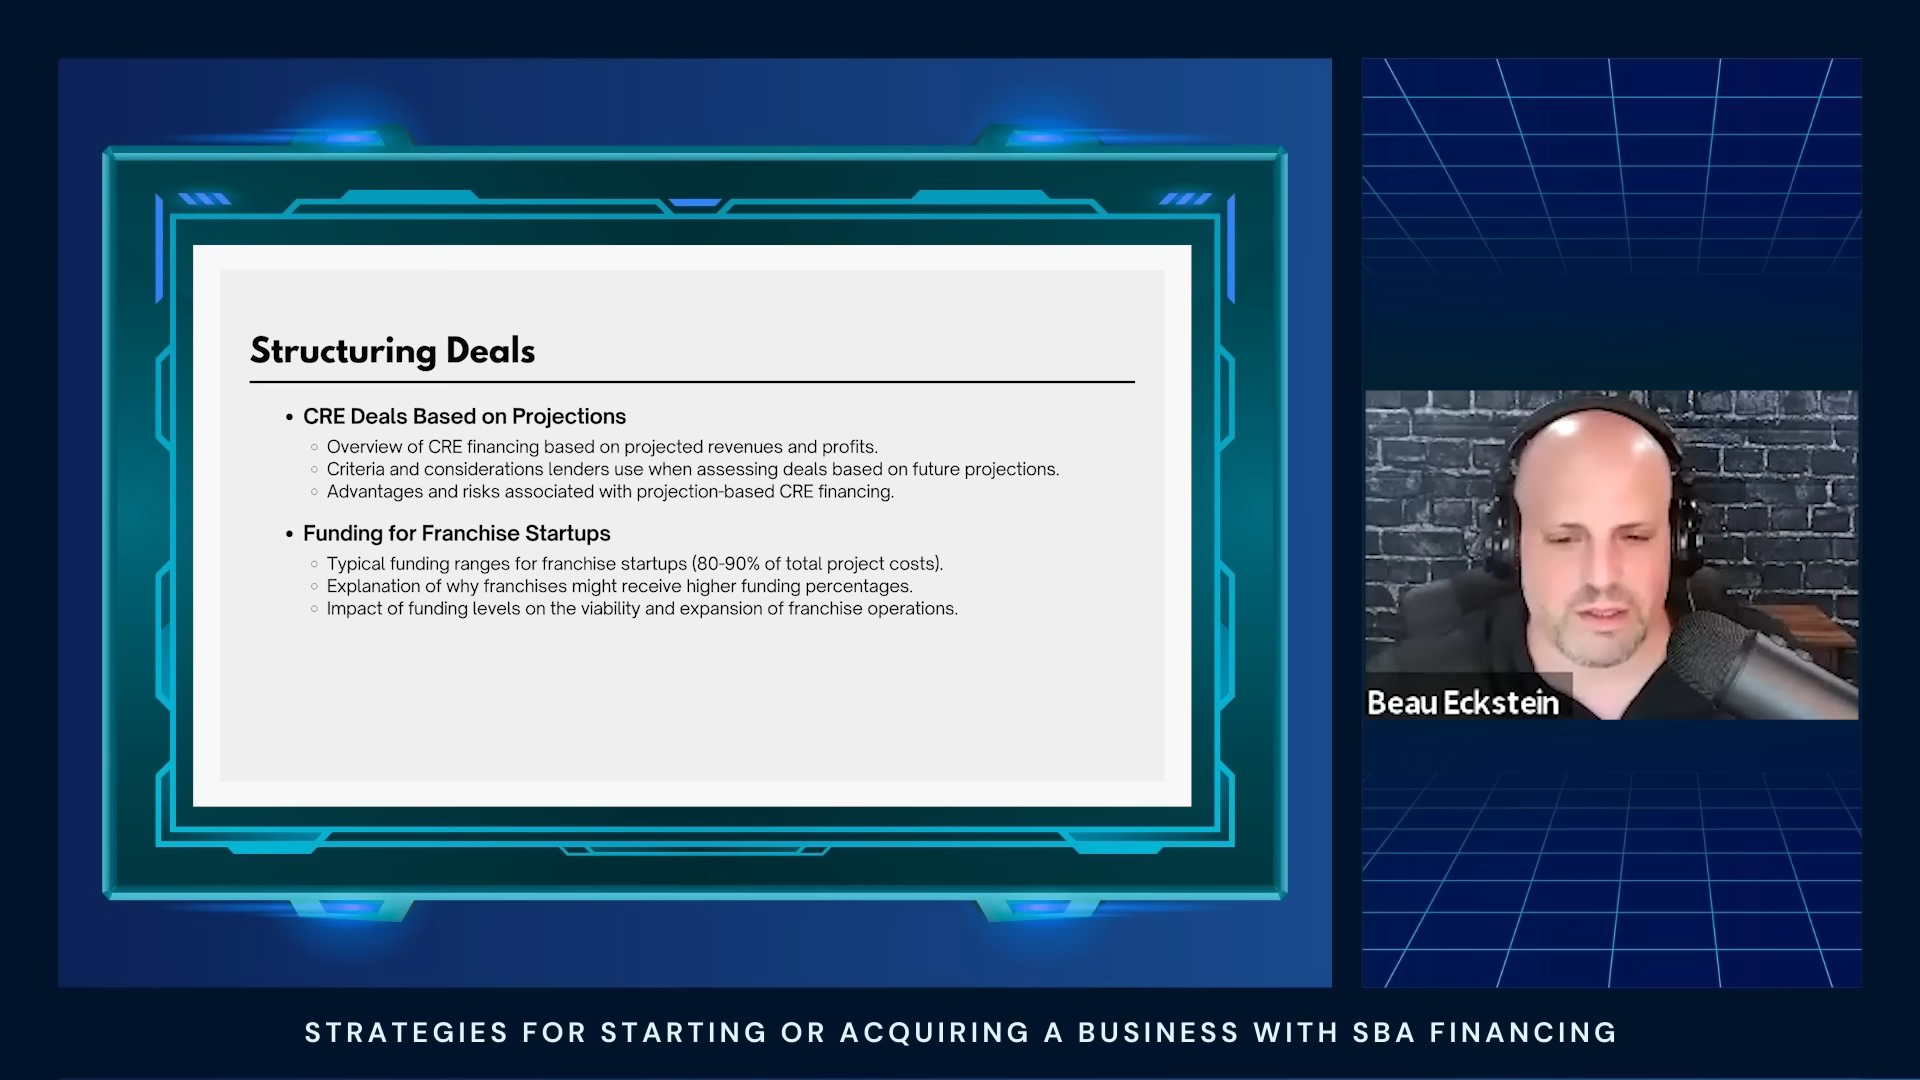 Structuring Deals
• CRE Deals Based on Projections
○ Overview of CRE financing based on projected revenues and profits.
○ Criteria and considerations lenders use when assessing deals based on future projections.
○ Advantages and risks associated with projection-based CRE financing.
• Funding for Franchise Startups
○ Typical funding ranges for franchise startups (80-90% of total project costs).
○ Explanation of why franchises might receive higher funding percentages.
○ Impact of funding levels on the viability and expansion of franchise operations.
Beau Eckstein
STRATEGIES FOR STARTING OR ACQUIRING A BUSINESS WITH SBA FINANCING